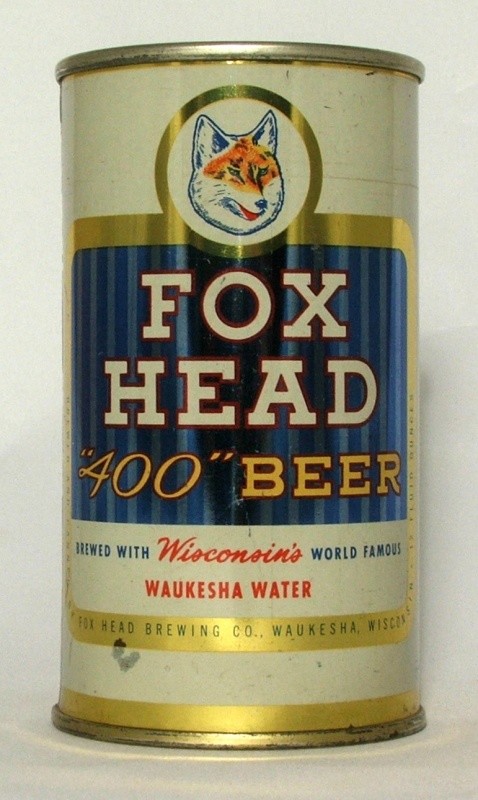 FOX
HEAD
"400" BEER
BREWED WITH Wisconsin's WORLD FAMOUS
WAUKESHA WATER
FOX HEAD BREWING CO., WAUKESHA, WISCON